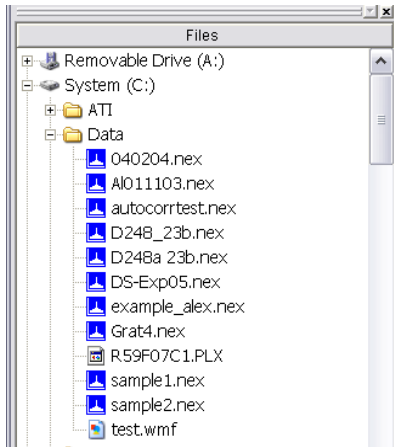 Files
Removable Drive (A:)
System (C:)
ATI
Data
040204.nex
Al011103.nex
autocorrtest.nex
D248_23b.nex
D248a 23b.nex
DS-Exp05.nex
example_alex.nex
Grat4.nex
R59F07C1.PLX
sample1.nex
sample2.nex
test.wmf